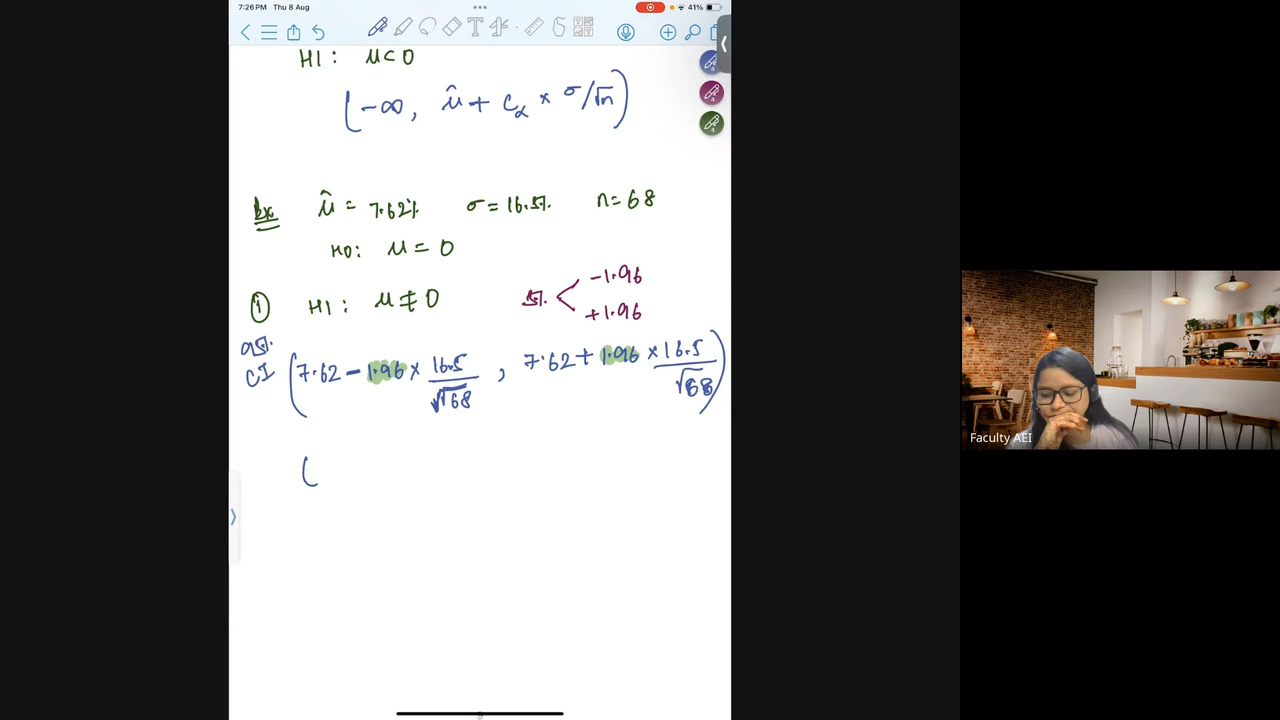 7:26 PM Thu 8 Aug
41%
H1: μ < 0
(-∞, μ̂ + Cα × σ/√n)
Ex μ̂ = 7.62% σ = 16.5% n = 68
H0: μ = 0
(i) H1: μ ≠ 0
5% < -1.96
+1.96
95% CI (7.62 - 1.96 × 16.5/√68, 7.62 + 1.96 × 16.5/√68)
(
Faculty AEI
9